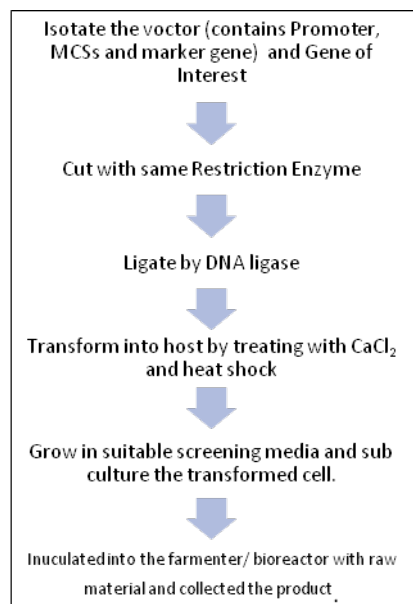 Isotate the voctor (contains Promoter,
MCSs and marker gene) and Gene of
Interest
Cut with same Restriction Enzyme
Ligate by DNA ligase
Transform into host by treating with CaCl₂
and heat shock
Grow in suitable screening media and sub
culture the transformed cell.
Inuculated into the farmenter/ bioreactor with raw
material and collected the product.